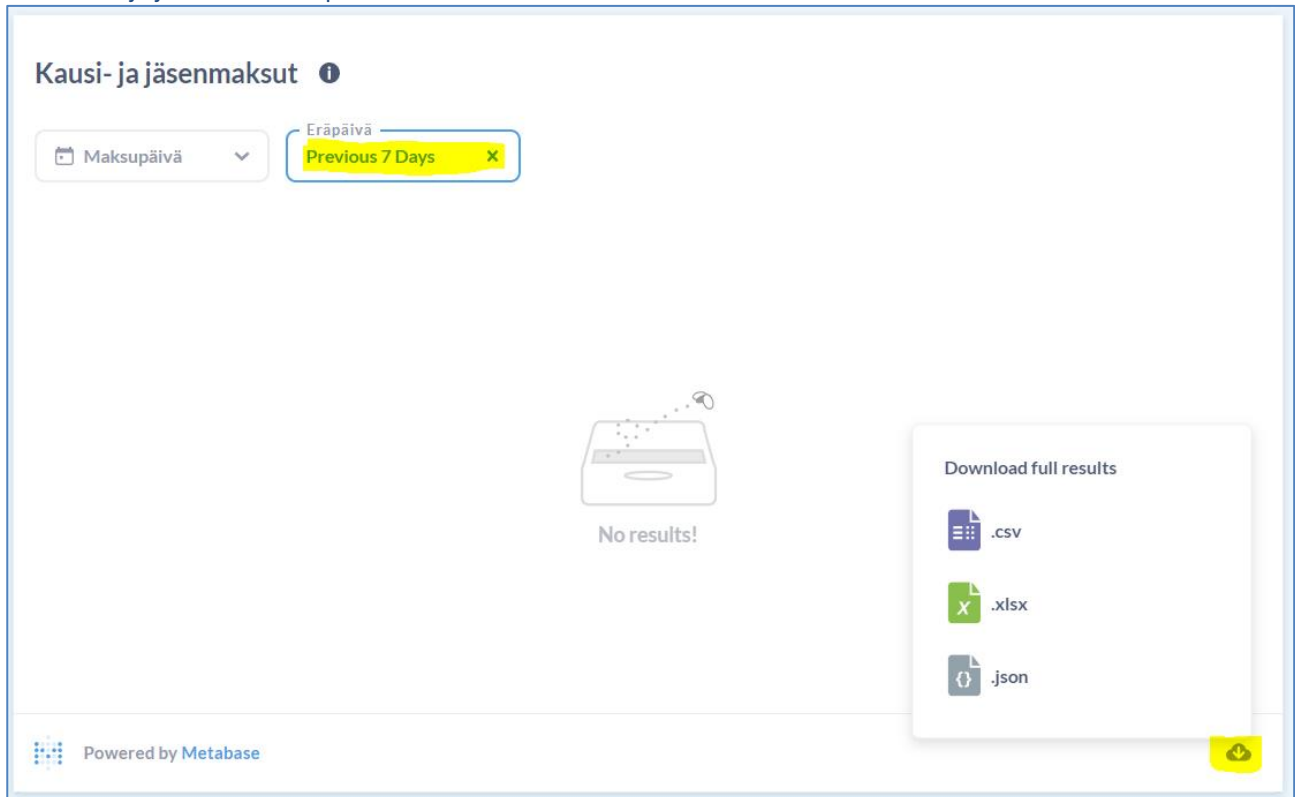 Kausi- ja jäsenmaksut
Maksupäivä
Eräpäivä
Previous 7 Days
No results!
Download full results
.csv
.xlsx
.json
Powered by Metabase